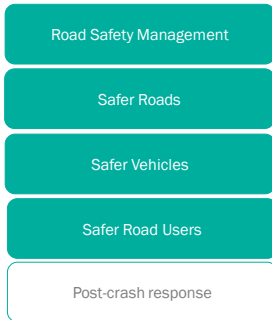 Road Safety Management
Safer Roads
Safer Vehicles
Safer Road Users
Post-crash response